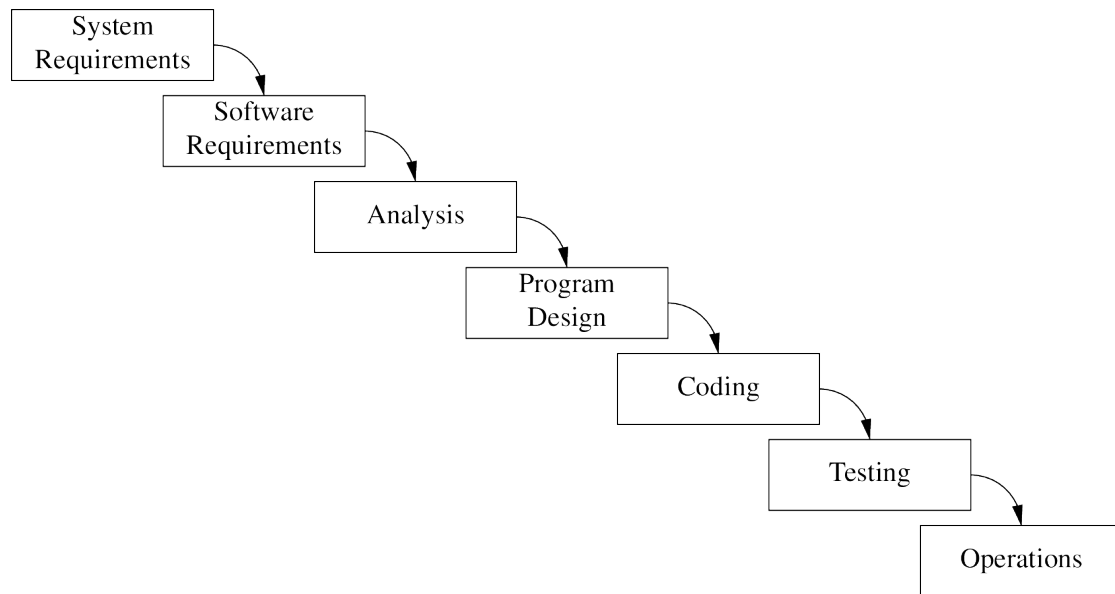 System
Requirements
Software
Requirements
Analysis
Program
Design
Coding
Testing
Operations